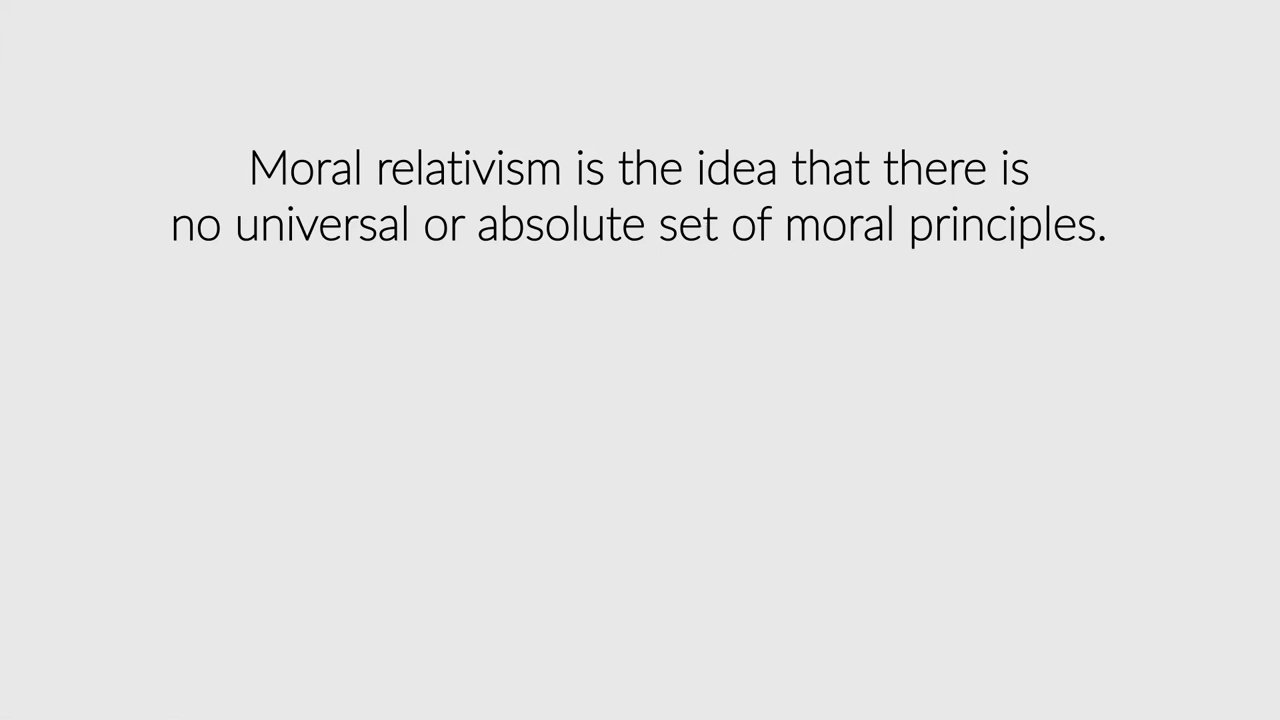 Moral relativism is the idea that there is
no universal or absolute set of moral principles.